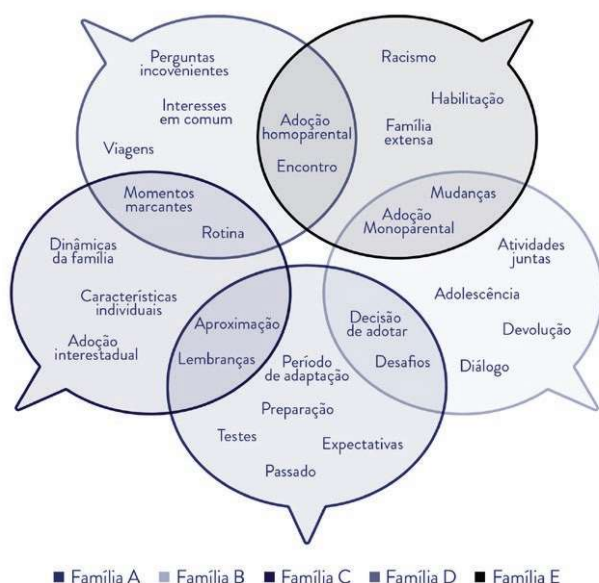 Perguntas
incovenientes
Interesses
em comum
Viagens
Adoção
homoparental
Encontro
Racismo
Habilitação
Família
extensa
Mudanças
Adoção
Monoparental
Momentos
marcantes
Rotina
Dinâmicas
da família
Características
individuais
Adoção
interestadual
Aproximação
Lembranças
Decisão
de adotar
Desafios
Atividades
juntas
Adolescência
Devolução
Diálogo
Período
de adaptação
Preparação
Testes
Expectativas
Passado
Família A Família B Família C Família D Família E